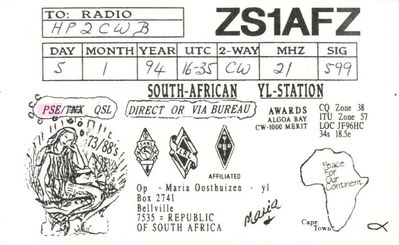 TO: RADIO
HP2CWB
ZS1AFZ
DAY MONTH YEAR UTC 2-WAY MHZ SIG
5 1 94 16-35 CW 21 599
SOUTH-AFRICAN YL-STATION
PSE/TNX QSL DIRECT OR VIA BUREAU
AWARDS
ALGOA BAY
CW-1000 MERIT
CQ Zone 38
ITU Zone 57
LOC JF96HC
34s 18.5e
73/88's
AFFILIATED
Op - Maria Oosthuizen - yl
Box 2741
Bellville
7535 = REPUBLIC
OF SOUTH AFRICA
Maria
Peace
For Our
Continent
Cape
Town